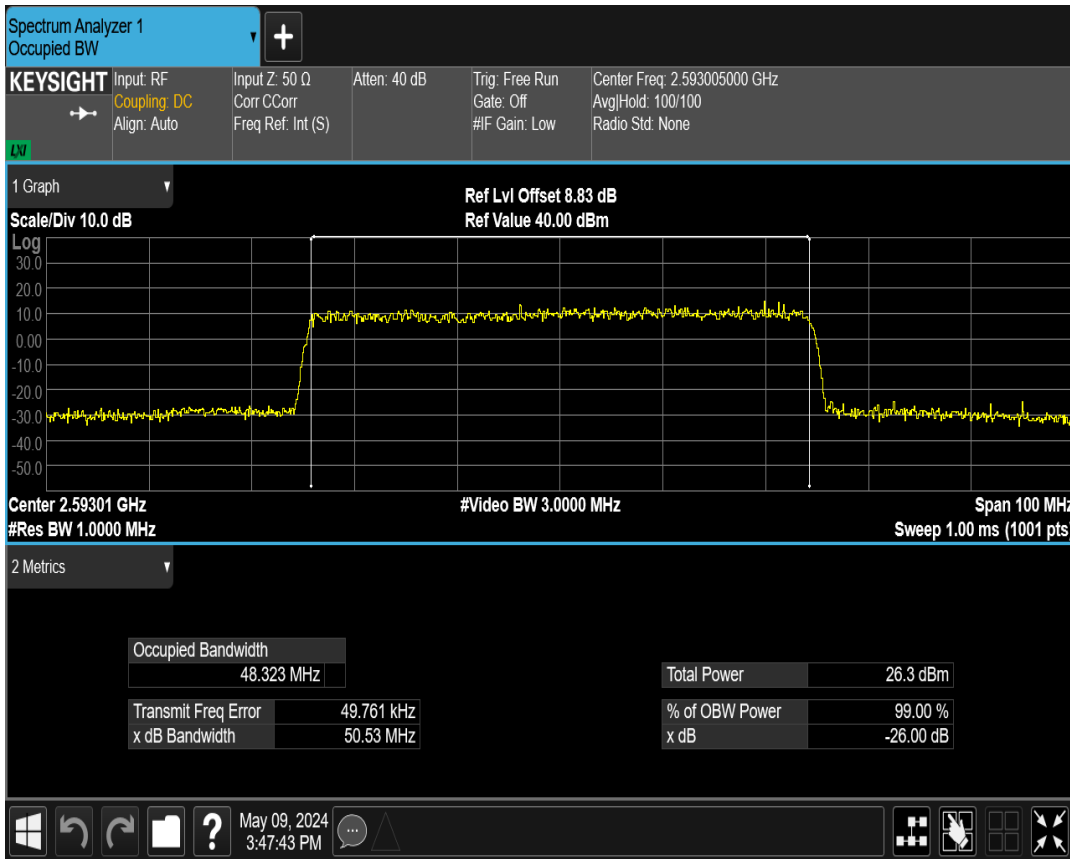 Spectrum Analyzer 1
Occupied BW
KEYSIGHT
LXI
Input: RF
Coupling: DC
Align: Auto
Input Z: 50 Ω
Corr CCorr
Freq Ref: Int (S)
Atten: 40 dB
Trig: Free Run
Gate: Off
#IF Gain: Low
Center Freq: 2.593005000 GHz
Avg|Hold: 100/100
Radio Std: None
1 Graph
Scale/Div 10.0 dB
Ref Lvl Offset 8.83 dB
Ref Value 40.00 dBm
Log
30.0
20.0
10.0
0.00
-10.0
-20.0
-30.0
-40.0
-50.0
Center 2.59301 GHz
#Res BW 1.0000 MHz
#Video BW 3.0000 MHz
Span 100 MHz
Sweep 1.00 ms (1001 pts)
2 Metrics
Occupied Bandwidth
48.323 MHz
Transmit Freq Error 49.761 kHz
x dB Bandwidth 50.53 MHz
Total Power 26.3 dBm
% of OBW Power 99.00 %
x dB -26.00 dB
?
May 09, 2024
3:47:43 PM